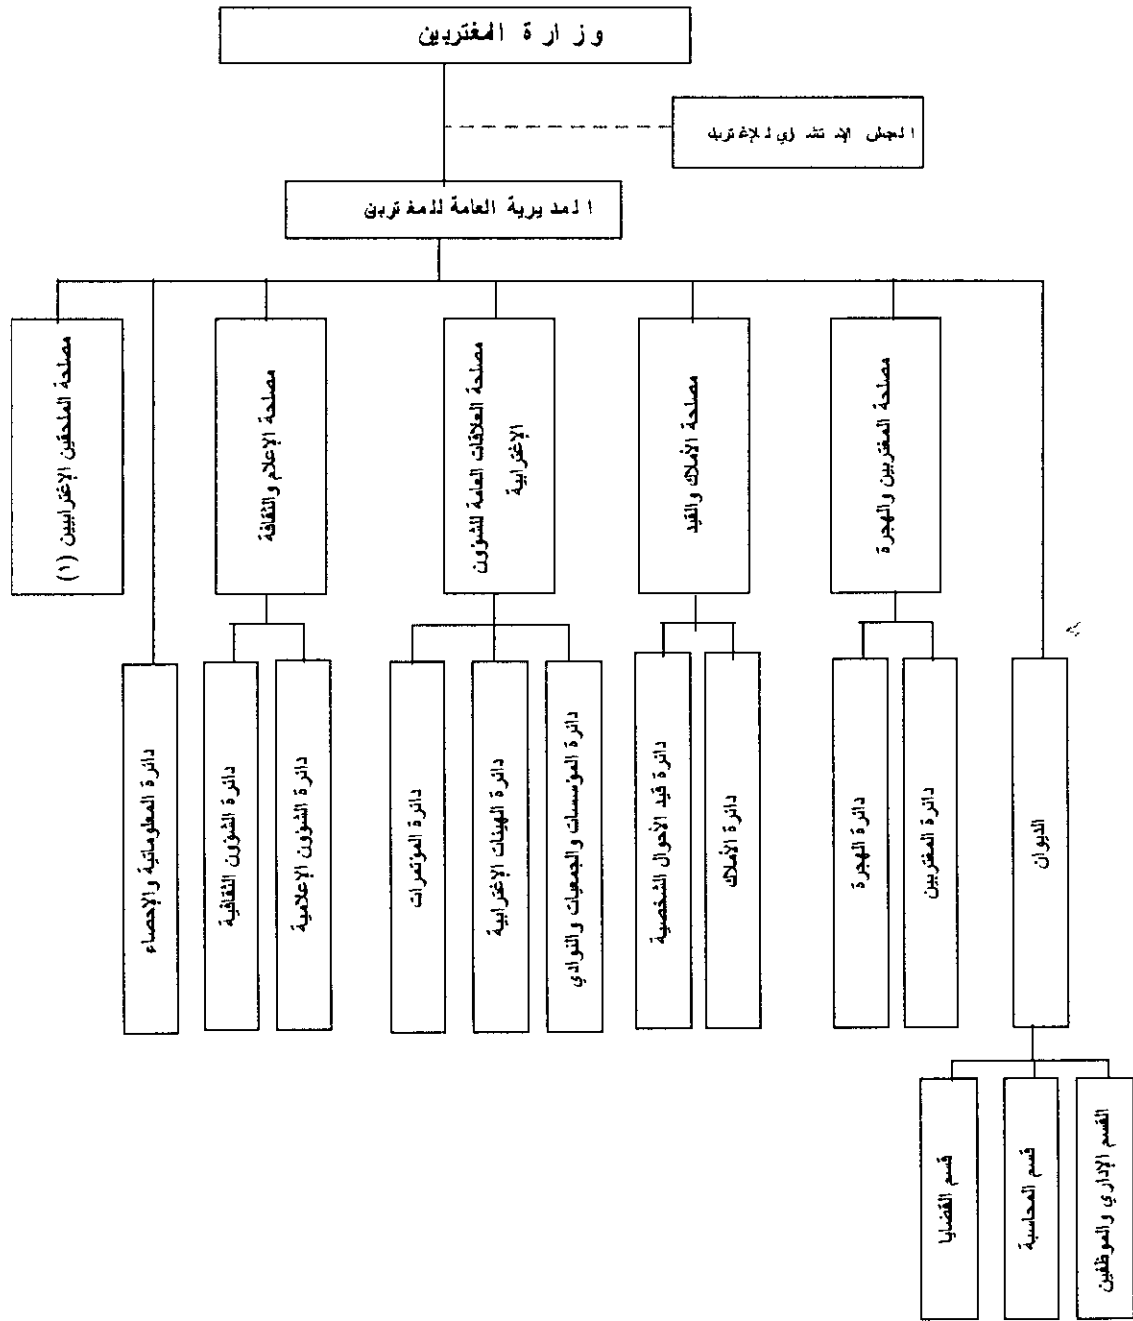 وزارة المغتربين
المجلس الإستشاري للإغتراب
المديرية العامة للمغتربين
مصلحة المغتربين والهجرة
مصلحة الأملاك والقيد
مصلحة العلاقات العامة للشؤون
الإغترابية
مصلحة الإعلام والثقافة
مصلحة الملحقين الإغترابيين (١)
الديوان
دائرة المغتربين
دائرة الهجرة
دائرة الأملاك
دائرة قيد الأحوال الشخصية
دائرة المؤسسات والجمعيات والنوادي
دائرة الهيئات الإغترابية
دائرة المؤتمرات
دائرة الشؤون الإعلامية
دائرة الشؤون الثقافية
دائرة المعلوماتية والإحصاء
القسم الإداري والموظفين
قسم المحاسبة
قسم القضايا